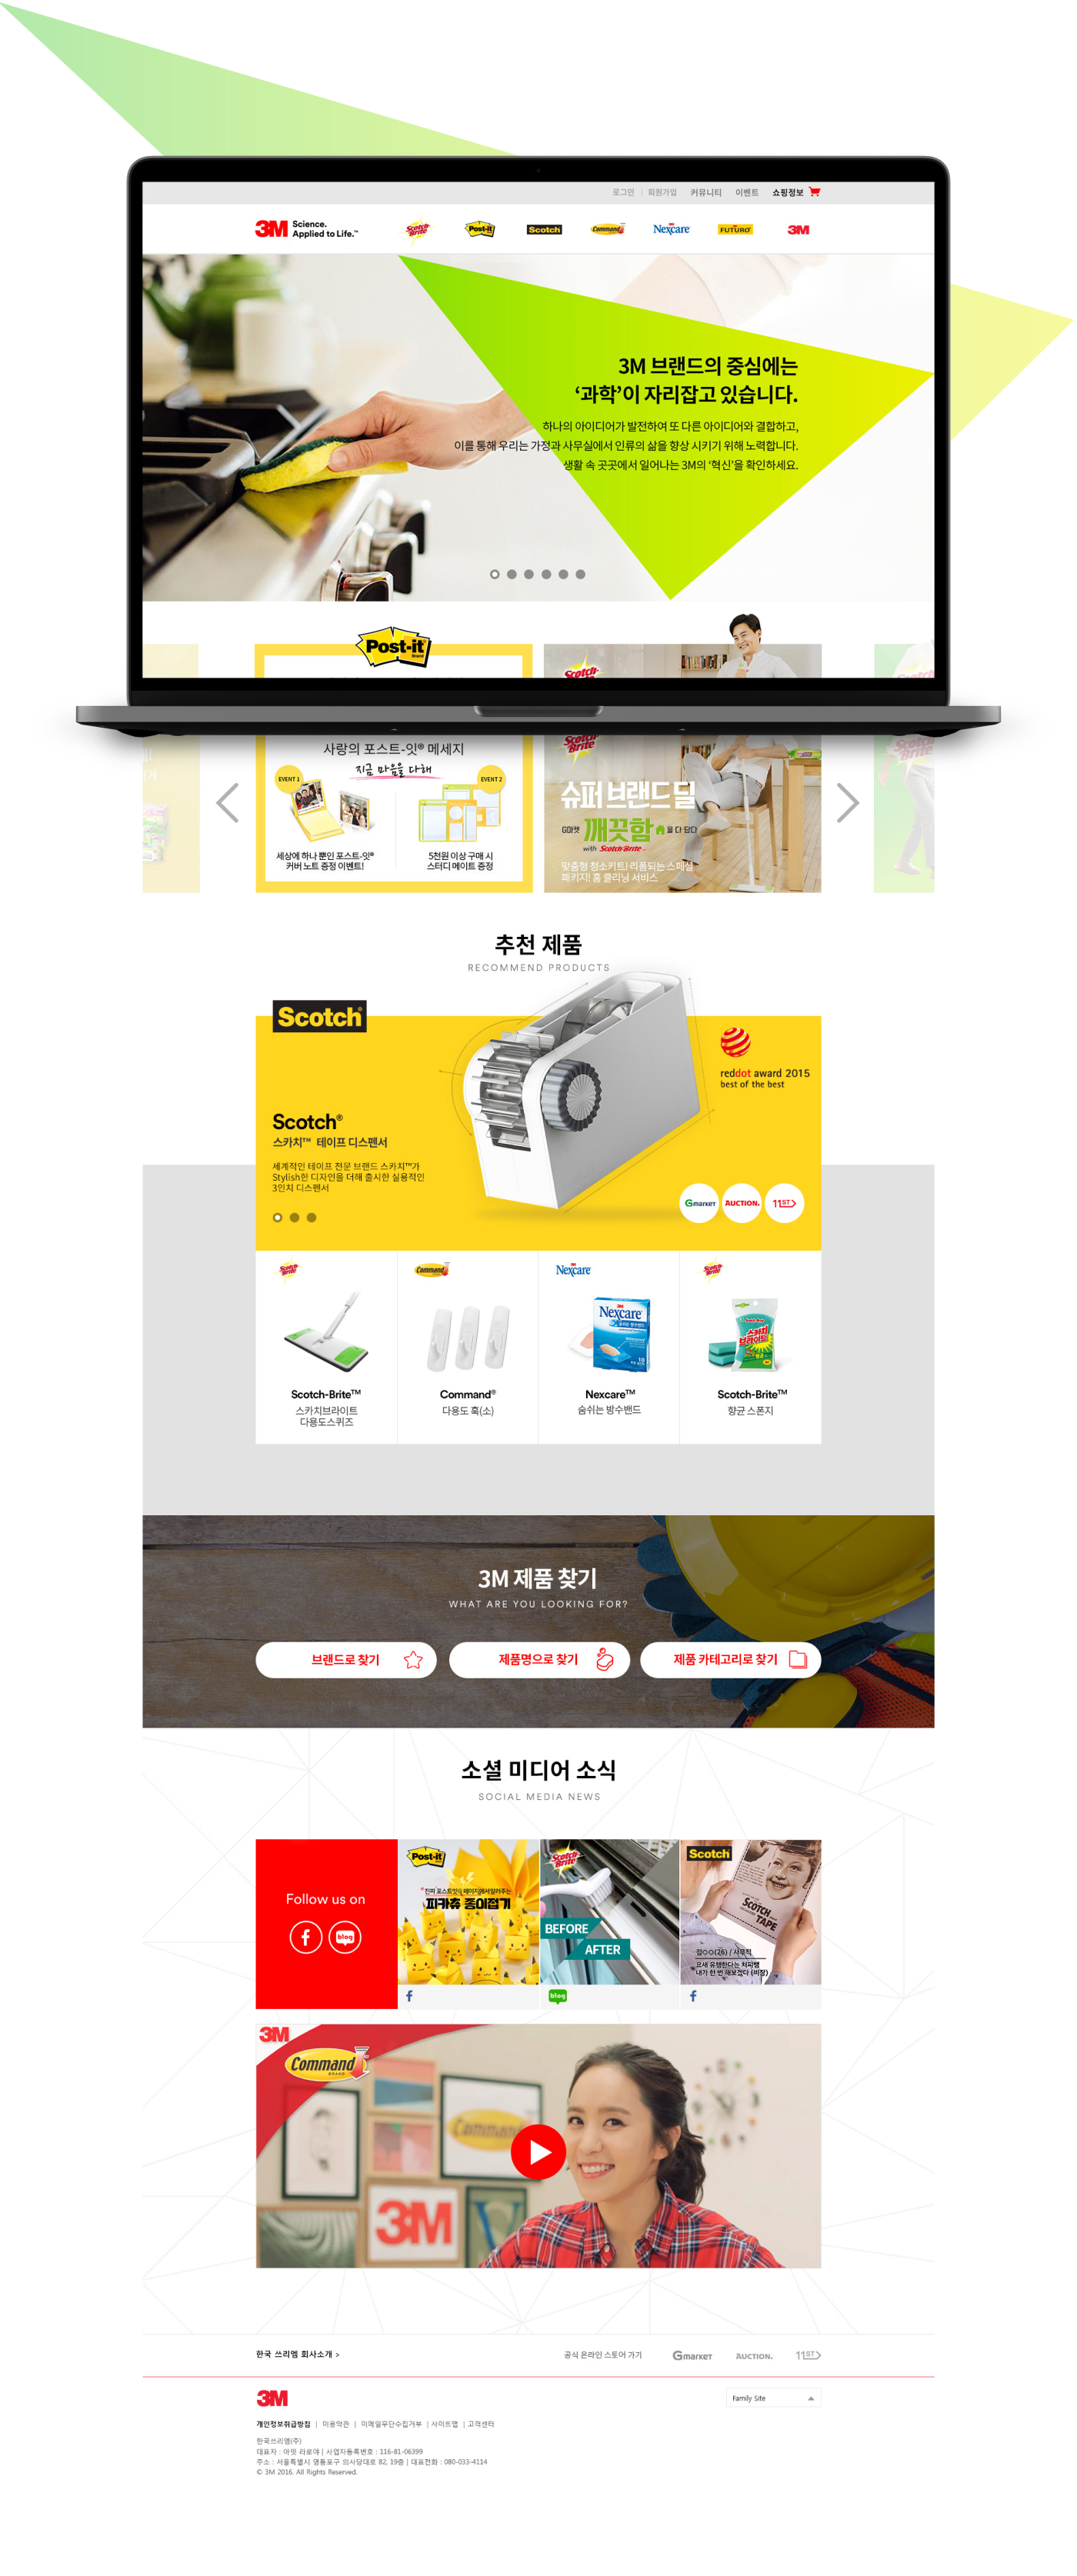 로그인 | 회원가입 커뮤니티 이벤트 쇼핑정보
3M Science.
Applied to Life.™
Scotch-Brite Post-it Scotch Command Nexcare FUTURO 3M
3M 브랜드의 중심에는
‘과학’이 자리잡고 있습니다.
하나의 아이디어가 발전하여 또 다른 아이디어와 결합하고,
이를 통해 우리는 가정과 사무실에서 인류의 삶을 향상 시키기 위해 노력합니다.
생활 속 곳곳에서 일어나는 3M의 ‘혁신’을 확인하세요.
Post-it
Brand
Scotch-
사랑의 포스트-잇® 메세지
지금 마음을 다해
EVENT 1
EVENT 2
세상에 하나 뿐인 포스트-잇®
커버 노트 증정 이벤트!
5천원 이상 구매 시
스터디 메이트 증정
Scotch
Brite
슈퍼브랜드딜
G마켓 깨끗함을 다 담다
with Scotch-Brite
맞춤형 청소키트! 리폼되는 스페셜
패키지! 홈 클리닝 서비스
추천 제품
RECOMMEND PRODUCTS
Scotch
reddot award 2015
best of the best
Scotch®
스카치™ 테이프 디스펜서
세계적인 테이프 전문 브랜드 스카치™가
Stylish한 디자인을 더해 출시한 실용적인
3인치 디스펜서
Gmarket AUCTION. 11ST
Scotch-Brite
Command
3M Nexcare
Scotch-Brite
3M
Nexcare
스카치
브라이트
Scotch-Brite™
스카치브라이트
다용도스퀴즈
Command®
다용도 훅(소)
Nexcare™
숨쉬는 방수밴드
Scotch-Brite™
향균 스폰지
3M 제품 찾기
WHAT ARE YOU LOOKING FOR?
브랜드로 찾기
제품명으로 찾기
제품 카테고리로 찾기
소셜 미디어 소식
SOCIAL MEDIA NEWS
Follow us on
f blog
Post-it
피카츄 종이접기
f
Scotch-Brite
BEFORE
AFTER
blog
Scotch
SCOTCH
TAPE
f
3M
Command
BRAND
Command
3M
한국 쓰리엠 회사소개 >
공식 온라인 스토어 가기
Gmarket AUCTION. 11ST
3M
Family Site
개인정보취급방침 | 이용약관 | 이메일무단수집거부 | 사이트맵 | 고객센터
한국쓰리엠(주)
대표자 : 아밋 라로야 | 사업자등록번호 : 116-81-06399
주소 : 서울특별시 영등포구 의사당대로 82, 19층 | 대표전화 : 080-033-4114
© 3M 2016. All Rights Reserved.